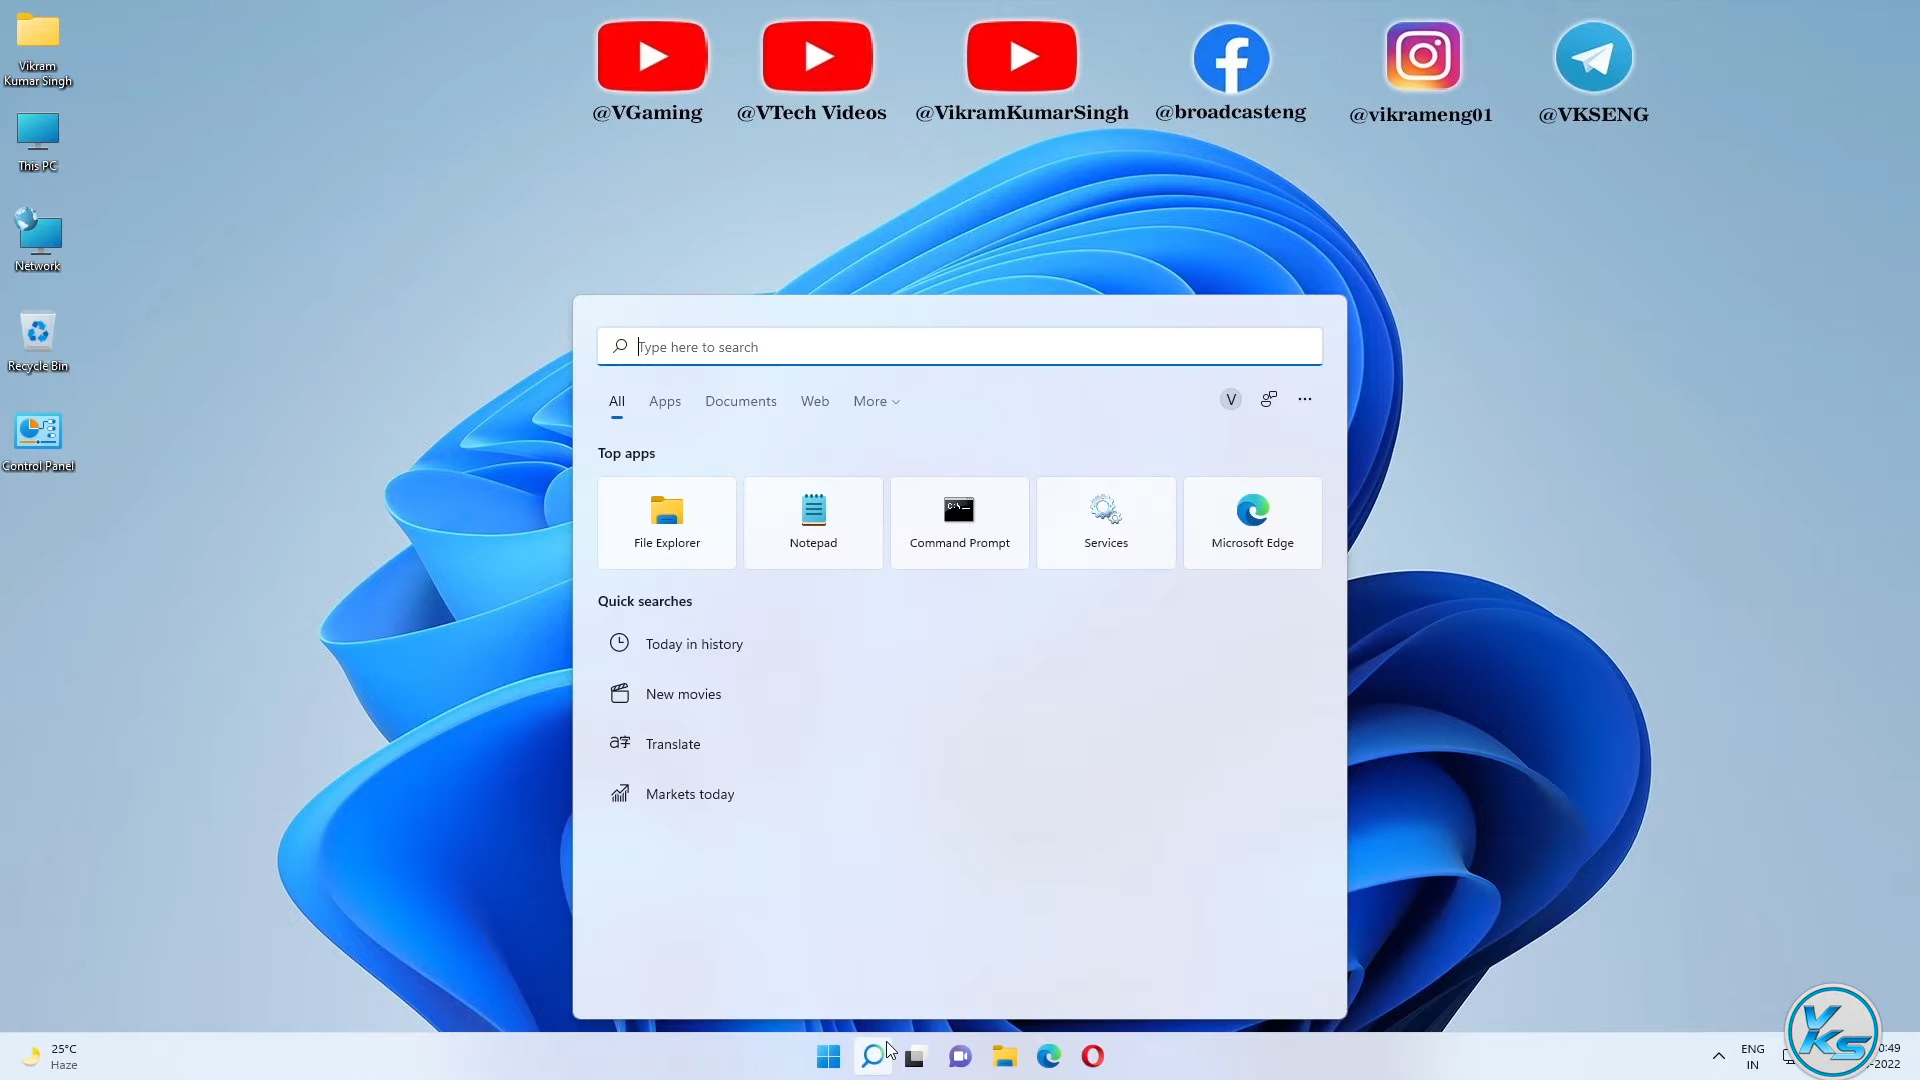 Vikram
Kumar Singh
This PC
Network
Recycle Bin
Control Panel
@VGaming
@VTech Videos
@VikramKumarSingh
@broadcasteng
@vikrameng01
@VKSENG
Type here to search
All
Apps
Documents
Web
More
V
Top apps
File Explorer
Notepad
C:\_
Command Prompt
Services
Microsoft Edge
Quick searches
Today in history
New movies
Translate
Markets today
25°C
Haze
ENG
IN
0:49
-2022
VKS